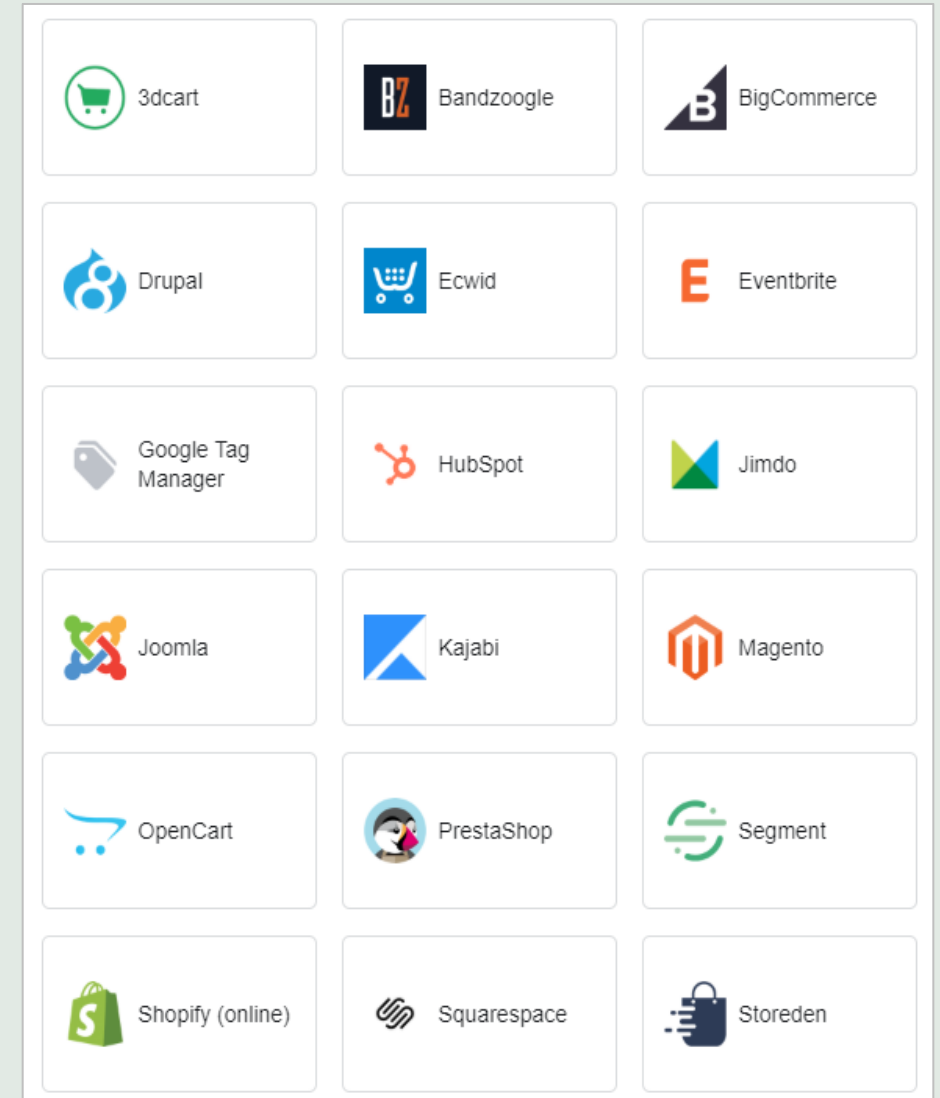 3dcart
BZ
Bandzoogle
B
BigCommerce
Drupal
Ecwid
E
Eventbrite
Google Tag
Manager
HubSpot
Jimdo
Joomla
Kajabi
Magento
OpenCart
PrestaShop
Segment
S
Shopify (online)
Squarespace
Storeden